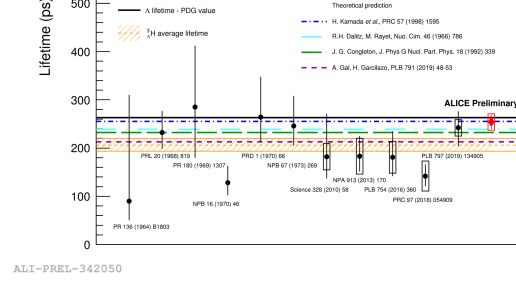 Lifetime (ps)
500
400
300
200
100
0
Λ lifetime - PDG value
³ΛH average lifetime
Theoretical prediction
H. Kamada et al., PRC 57 (1998) 1595
R.H. Dalitz, M. Rayet, Nuo. Cim. 46 (1966) 786
J. G. Congleton, J. Phys G Nucl. Part. Phys. 18 (1992) 339
A. Gal, H. Garcilazo, PLB 791 (2019) 48-53
ALICE Preliminary
PRL 20 (1968) 819
PRD 1 (1970) 66
PLB 797 (2019) 134905
PR 180 (1969) 1307
NPB 67 (1973) 269
NPA 913 (2013) 170
Science 328 (2010) 58
PLB 754 (2016) 360
NPB 16 (1970) 46
PRC 97 (2018) 054909
PR 136 (1964) B1803
ALI-PREL-342050